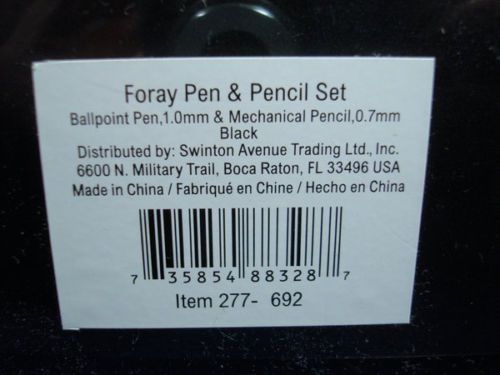 Foray Pen & Pencil Set
Ballpoint Pen,1.0mm & Mechanical Pencil,0.7mm
Black
Distributed by: Swinton Avenue Trading Ltd., Inc.
6600 N. Military Trail, Boca Raton, FL 33496 USA
Made in China / Fabriqué en Chine / Hecho en China
7 35854 88328 7
Item 277- 692